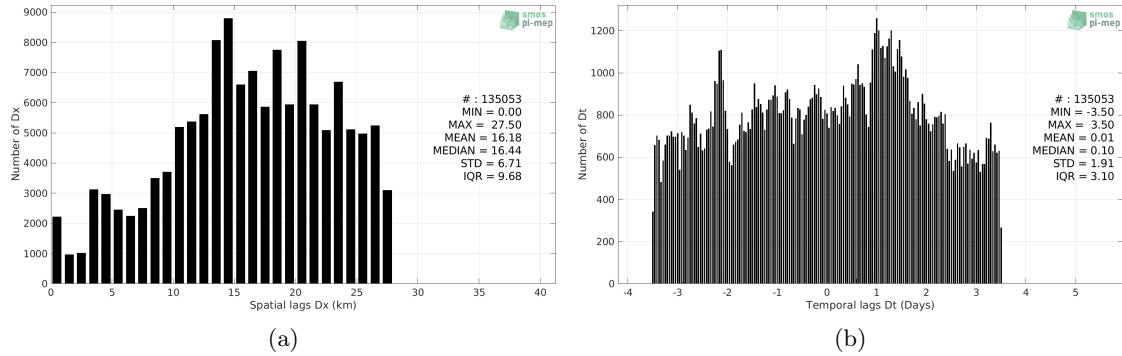 9000
8000
7000
6000
5000
4000
3000
2000
1000
0
Number of Dx
smos
pi-mep
# : 135053
MIN = 0.00
MAX = 27.50
MEAN = 16.18
MEDIAN = 16.44
STD = 6.71
IQR = 9.68
0 5 10 15 20 25 30 35 40
Spatial lags Dx (km)
(a)
1200
1000
800
600
400
200
0
Number of Dt
smos
pi-mep
# : 135053
MIN = -3.50
MAX = 3.50
MEAN = 0.01
MEDIAN = 0.10
STD = 1.91
IQR = 3.10
-4 -3 -2 -1 0 1 2 3 4 5
Temporal lags Dt (Days)
(b)